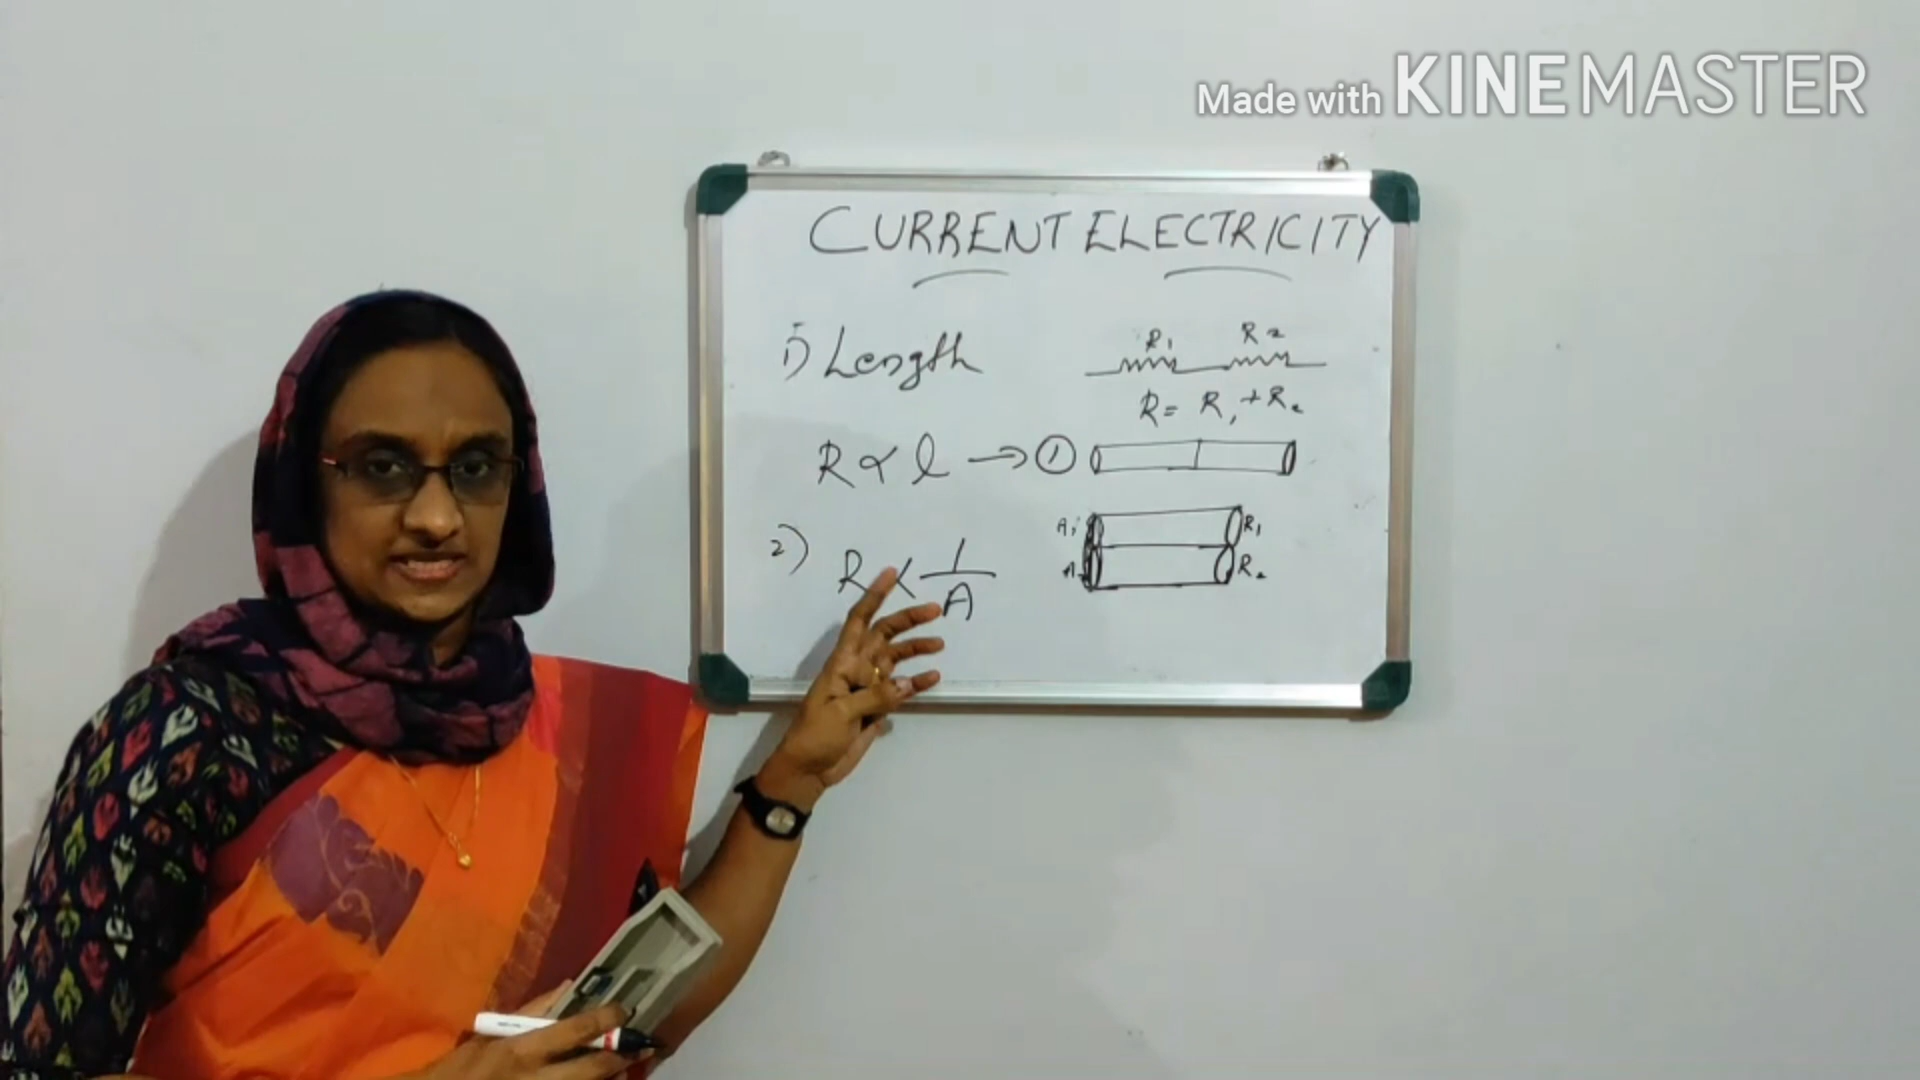 Made with KINEMASTER
CURRENT ELECTRICITY
1) Length
R1 R2
R = R1 + R2
R ∝ l → ①
2) R ∝ 1/A
A1 R1
A2 R2